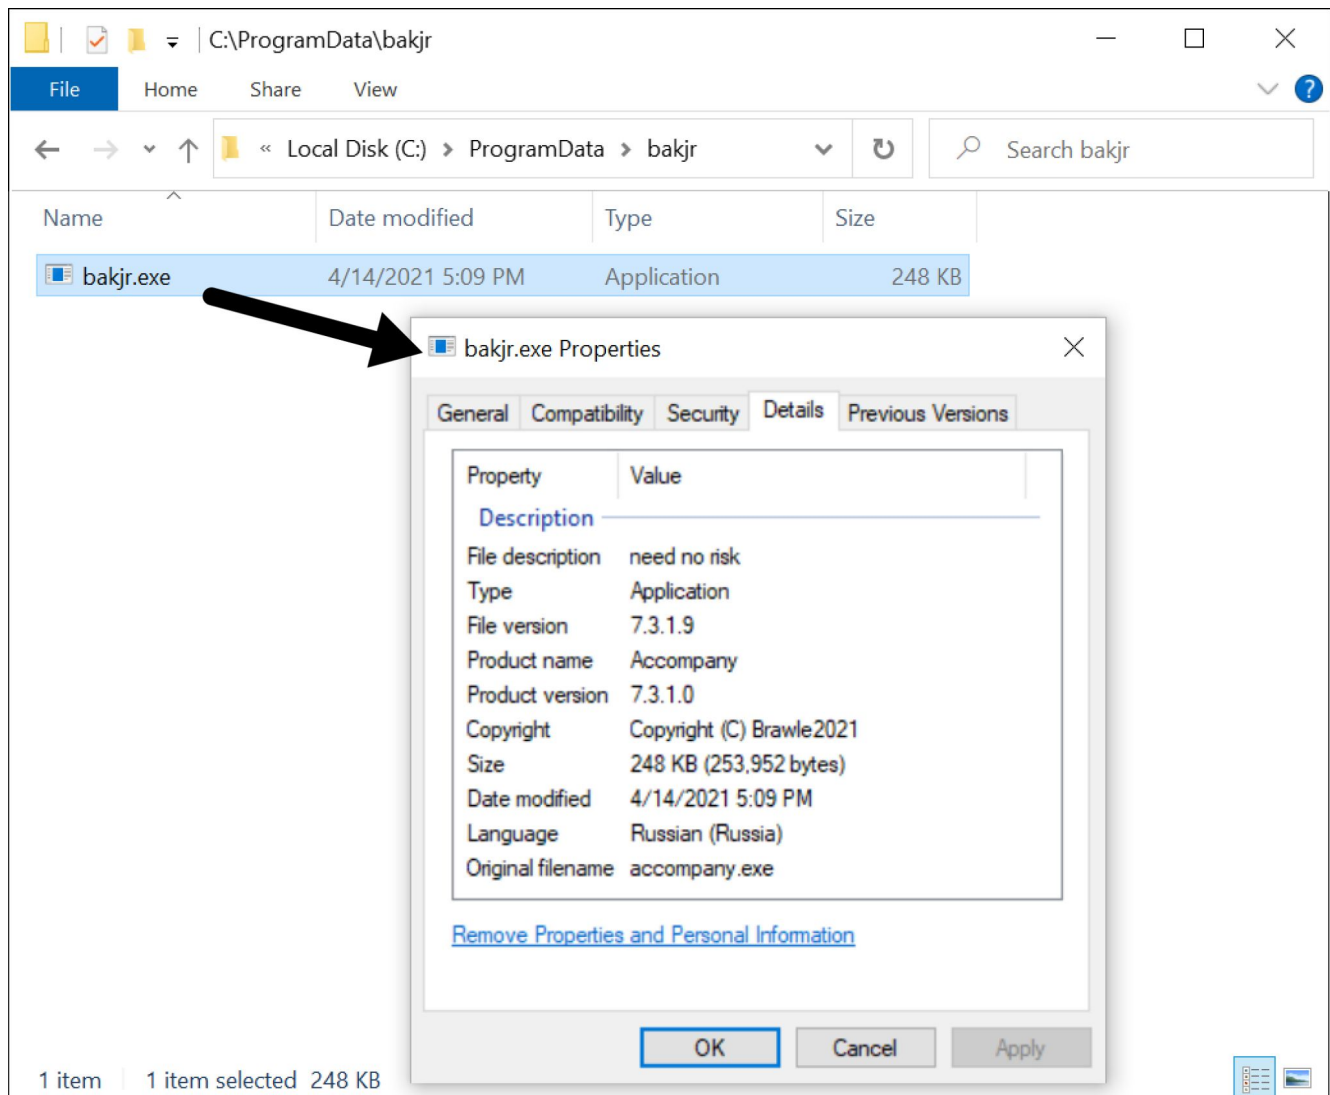 C:\ProgramData\bakjr
File Home Share View
« Local Disk (C:) > ProgramData > bakjr Search bakjr
Name Date modified Type Size
bakjr.exe 4/14/2021 5:09 PM Application 248 KB
bakjr.exe Properties
General Compatibility Security Details Previous Versions
Property Value
Description
File description need no risk
Type Application
File version 7.3.1.9
Product name Accompany
Product version 7.3.1.0
Copyright Copyright (C) Brawle2021
Size 248 KB (253,952 bytes)
Date modified 4/14/2021 5:09 PM
Language Russian (Russia)
Original filename accompany.exe
Remove Properties and Personal Information
OK Cancel Apply
1 item 1 item selected 248 KB